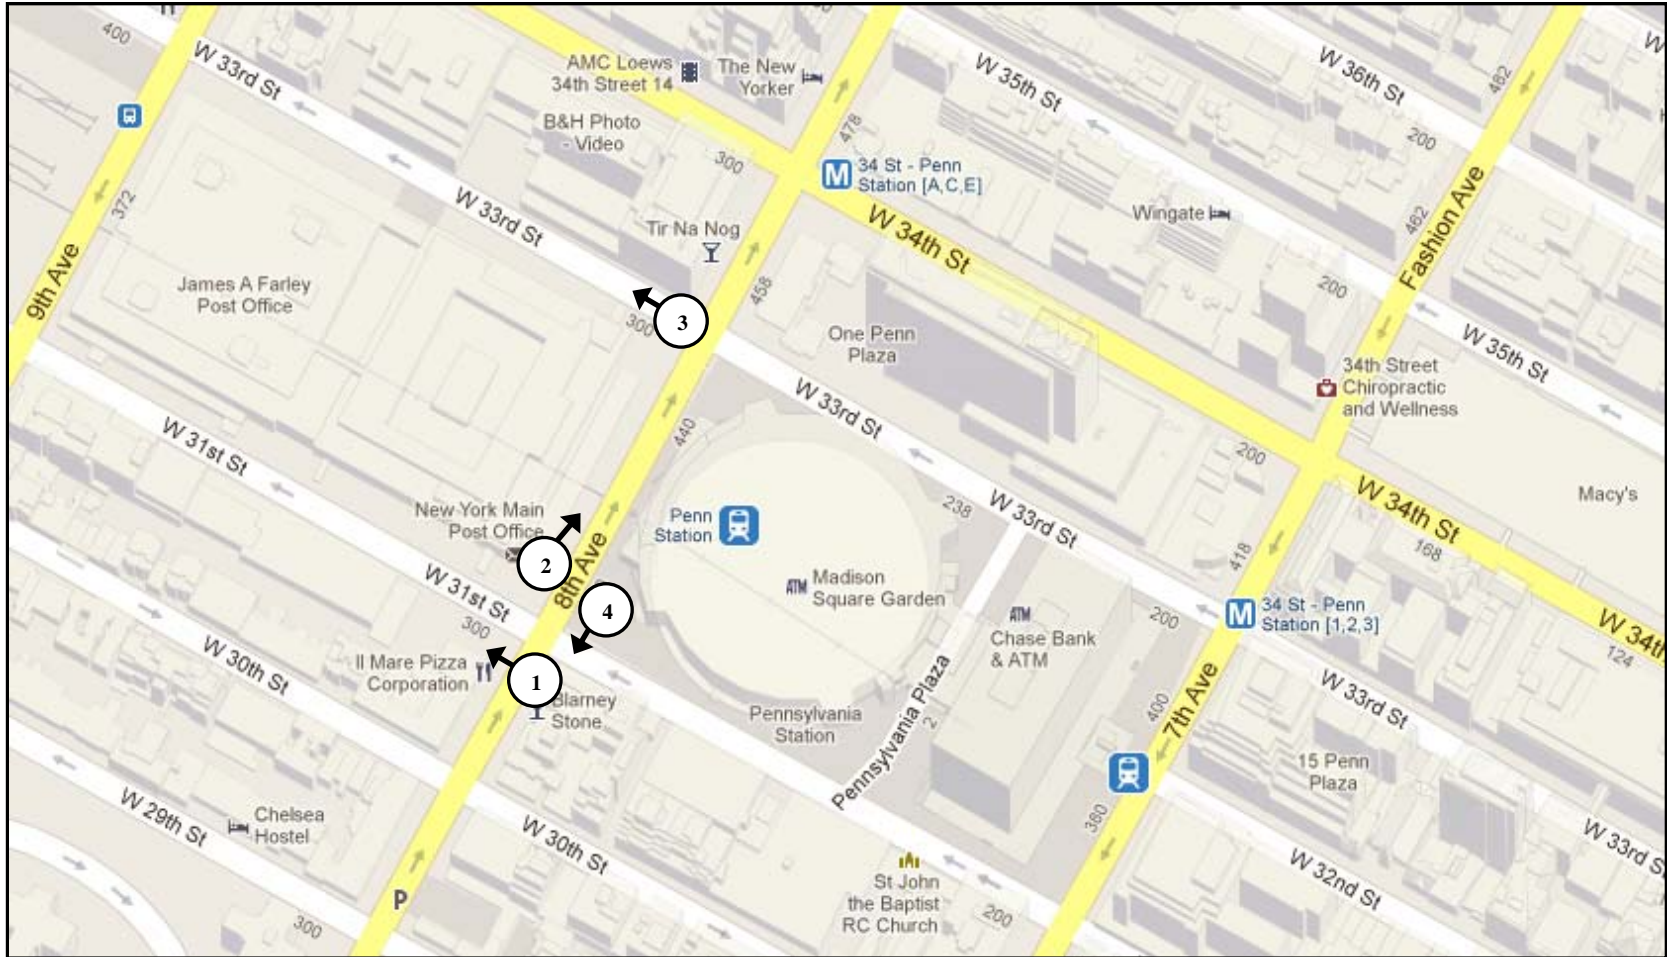 400
W 33rd St
AMC Loews
34th Street 14
The New
Yorker
B&H Photo
- Video
300
478
M
34 St - Penn
Station [A,C,E]
W 35th St
W 36th St
482
200
W
372
9th Ave
W 33rd St
Tir Na Nog
458
W 34th St
Wingate
462
Fashion Ave
200
W 35th St
James A Farley
Post Office
300
3
One Penn
Plaza
34th Street
Chiropractic
and Wellness
440
W 33rd St
200
W 34th St
Macy's
W 31st St
New York Main
Post Office
2
8th Ave
Penn
Station
238
W 33rd St
418
168
W 31st St
300
4
ATM
Madison
Square Garden
ATM
Chase Bank
& ATM
200
M
34 St - Penn
Station [1,2,3]
W 34th
124
W 30th St
Il Mare Pizza
Corporation
1
Blarney
Stone
Pennsylvania
Station
Pennsylvania Plaza
2
400
7th Ave
W 33rd St
15 Penn
Plaza
W 29th St
Chelsea
Hostel
W 30th St
380
W 32nd St
W 33rd S
P
300
St John
the Baptist
RC Church
200